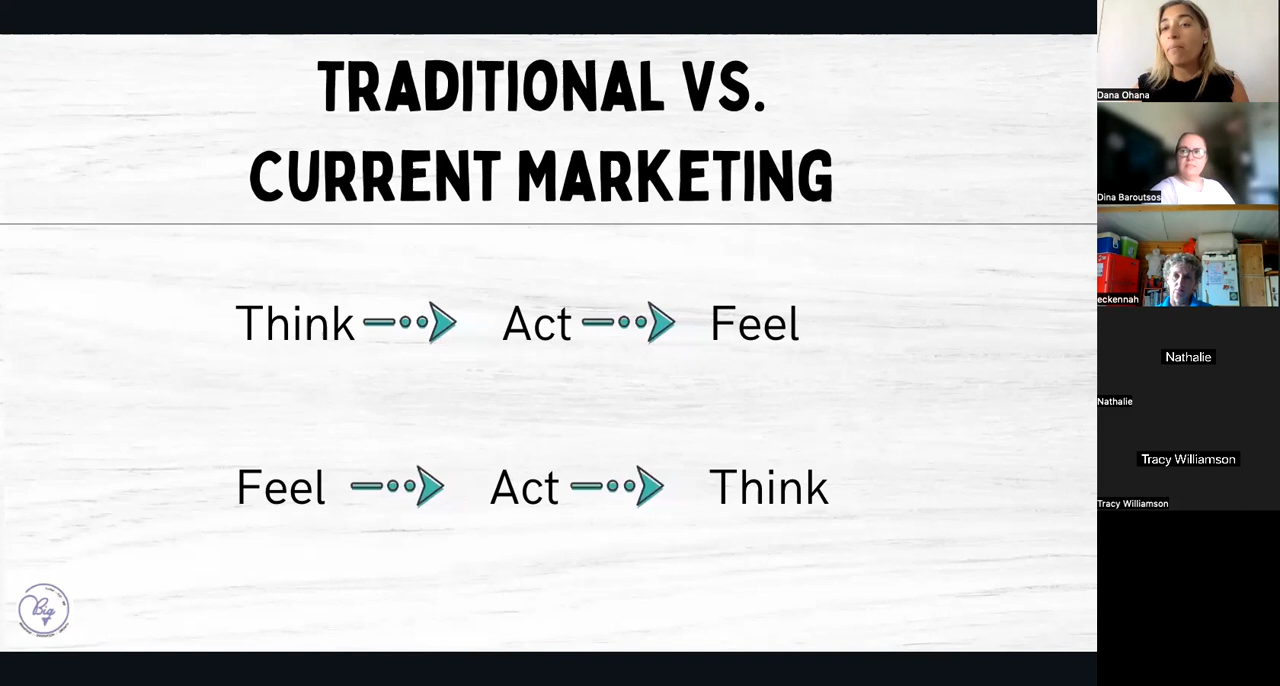 TRADITIONAL VS.
CURRENT MARKETING
Think Act Feel
Feel Act Think
Big
Dana Ohana
Dina Baroutsos
eckennah
Nathalie
Nathalie
Tracy Williamson
Tracy Williamson